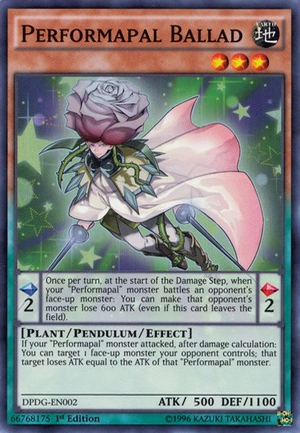 PERFORMAPAL BALLAD
EARTH
地
Once per turn, at the start of the Damage Step, when
your "Performapal" monster battles an opponent's
face-up monster: You can make that opponent's
monster lose 600 ATK (even if this card leaves the
field).
2
2
[PLANT/PENDULUM/EFFECT]
If your "Performapal" monster attacked, after damage calculation:
You can target 1 face-up monster your opponent controls; that
target loses ATK equal to the ATK of that "Performapal" monster.
DPDG-EN002
ATK/ 500 DEF/1100
66768175
1st Edition
©1996 KAZUKI TAKAHASHI